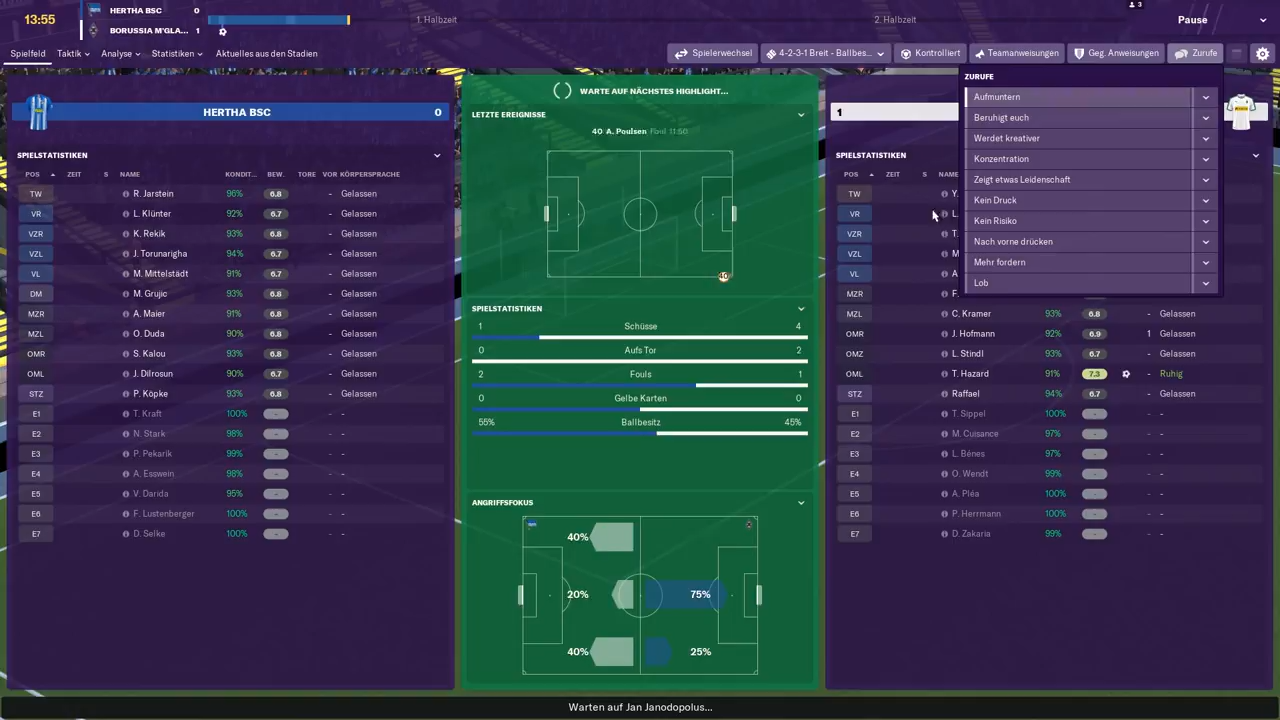 13:55
HERTHA BSC 0
BORUSSIA M'GLA... 1
1. Halbzeit
2. Halbzeit
3
Pause
Spielfeld Taktik Analyse Statistiken Aktuelles aus den Stadien
Spielerwechsel 4-2-3-1 Breit - Ballbes... Kontrolliert Teamanweisungen Geg. Anweisungen Zurufe
ZURUFE
Aufmuntern
Beruhigt euch
Werdet kreativer
Konzentration
Zeigt etwas Leidenschaft
Kein Druck
Kein Risiko
Nach vorne drücken
Mehr fordern
Lob
HERTHA BSC 0
SPIELSTATISTIKEN
POS ZEIT S NAME KONDIT... BEW. TORE VOR KÖRPERSPRACHE
TW R. Jarstein 96% 6.8 - Gelassen
VR L. Klünter 92% 6.7 - Gelassen
VZR K. Rekik 93% 6.7 - Gelassen
VZL J. Torunarigha 94% 6.7 - Gelassen
VL M. Mittelstädt 91% 6.7 - Gelassen
DM M. Grujic 93% 6.8 - Gelassen
MZR A. Maier 91% 6.8 - Gelassen
MZL O. Duda 90% 6.8 - Gelassen
OMR S. Kalou 93% 6.8 - Gelassen
OML J. Dilrosun 90% 6.7 - Gelassen
STZ P. Köpke 93% 6.8 - Gelassen
E1 T. Kraft 100% - - -
E2 N. Stark 98% - - -
E3 P. Pekarik 99% - - -
E4 A. Esswein 98% - - -
E5 V. Darida 95% - - -
E6 F. Lustenberger 100% - - -
E7 D. Selke 100% - - -
WARTE AUF NÄCHSTES HIGHLIGHT...
LETZTE EREIGNISSE
40 A. Poulsen Foul 11:50
40
SPIELSTATISTIKEN
1 Schüsse 4
0 Aufs Tor 2
2 Fouls 1
0 Gelbe Karten 0
55% Ballbesitz 45%
ANGRIFFSFOKUS
40%
20% 75%
40% 25%
1
SPIELSTATISTIKEN
POS ZEIT S NAM
TW Y.
VR L.
VZR T.
VZL M
VL A
MZR F.
MZL C. Kramer 93% 6.8 - Gelassen
OMR J. Hofmann 92% 6.9 1 Gelassen
OMZ L. Stindl 93% 6.7 - Gelassen
OML T. Hazard 91% 7.3 - Ruhig
STZ Raffael 94% 6.7 - Gelassen
E1 T. Sippel 100% - - -
E2 M. Cuisance 97% - - -
E3 L. Bénes 97% - - -
E4 O. Wendt 99% - - -
E5 A. Pléa 100% - - -
E6 P. Herrmann 100% - - -
E7 D. Zakaria 99% - - -
Warten auf Jan Janodopolus...